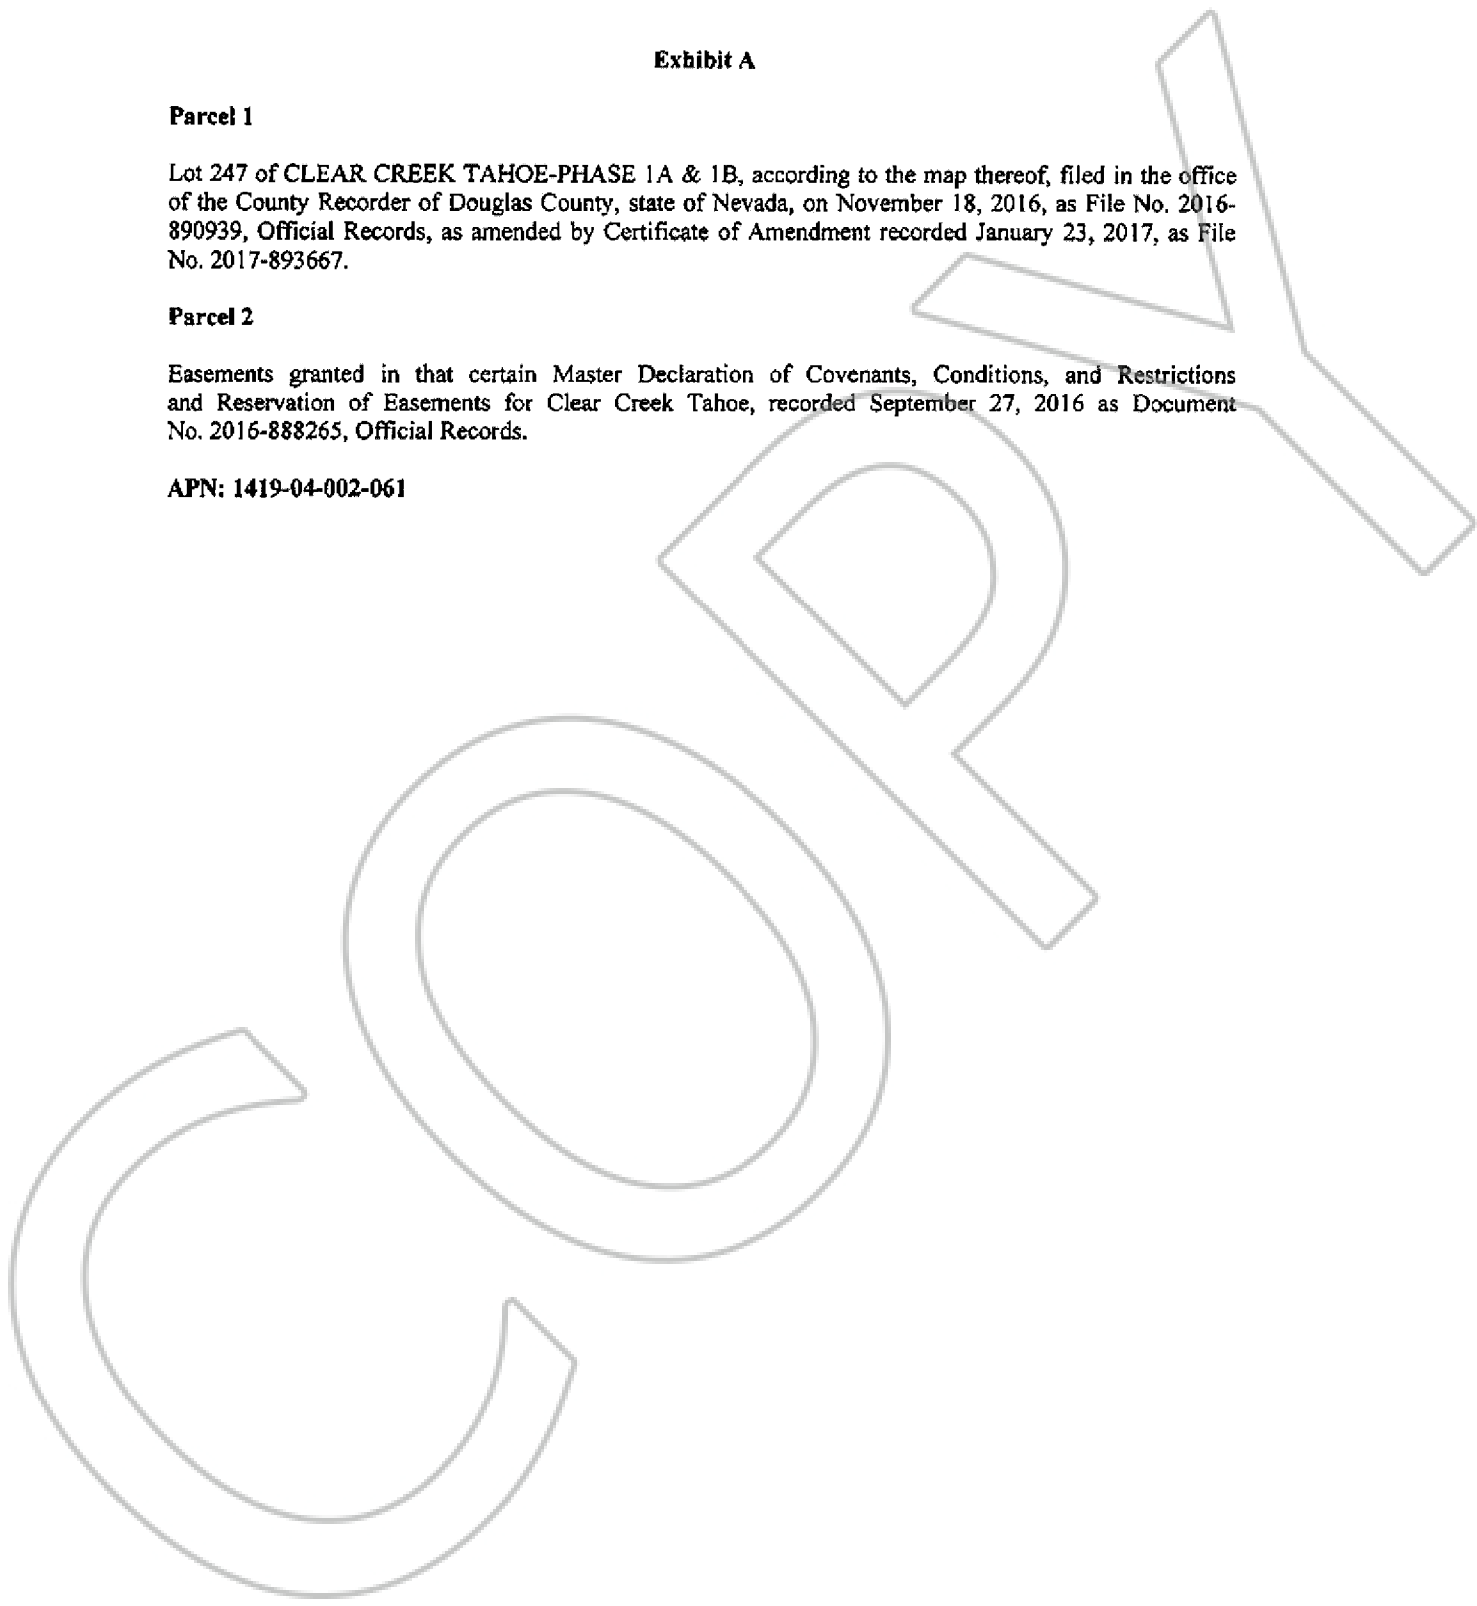 Exhibit A
Parcel 1
Lot 247 of CLEAR CREEK TAHOE-PHASE 1A & 1B, according to the map thereof, filed in the office
of the County Recorder of Douglas County, state of Nevada, on November 18, 2016, as File No. 2016-
890939, Official Records, as amended by Certificate of Amendment recorded January 23, 2017, as File
No. 2017-893667.
Parcel 2
Easements granted in that certain Master Declaration of Covenants, Conditions, and Restrictions
and Reservation of Easements for Clear Creek Tahoe, recorded September 27, 2016 as Document
No. 2016-888265, Official Records.
APN: 1419-04-002-061
COPY